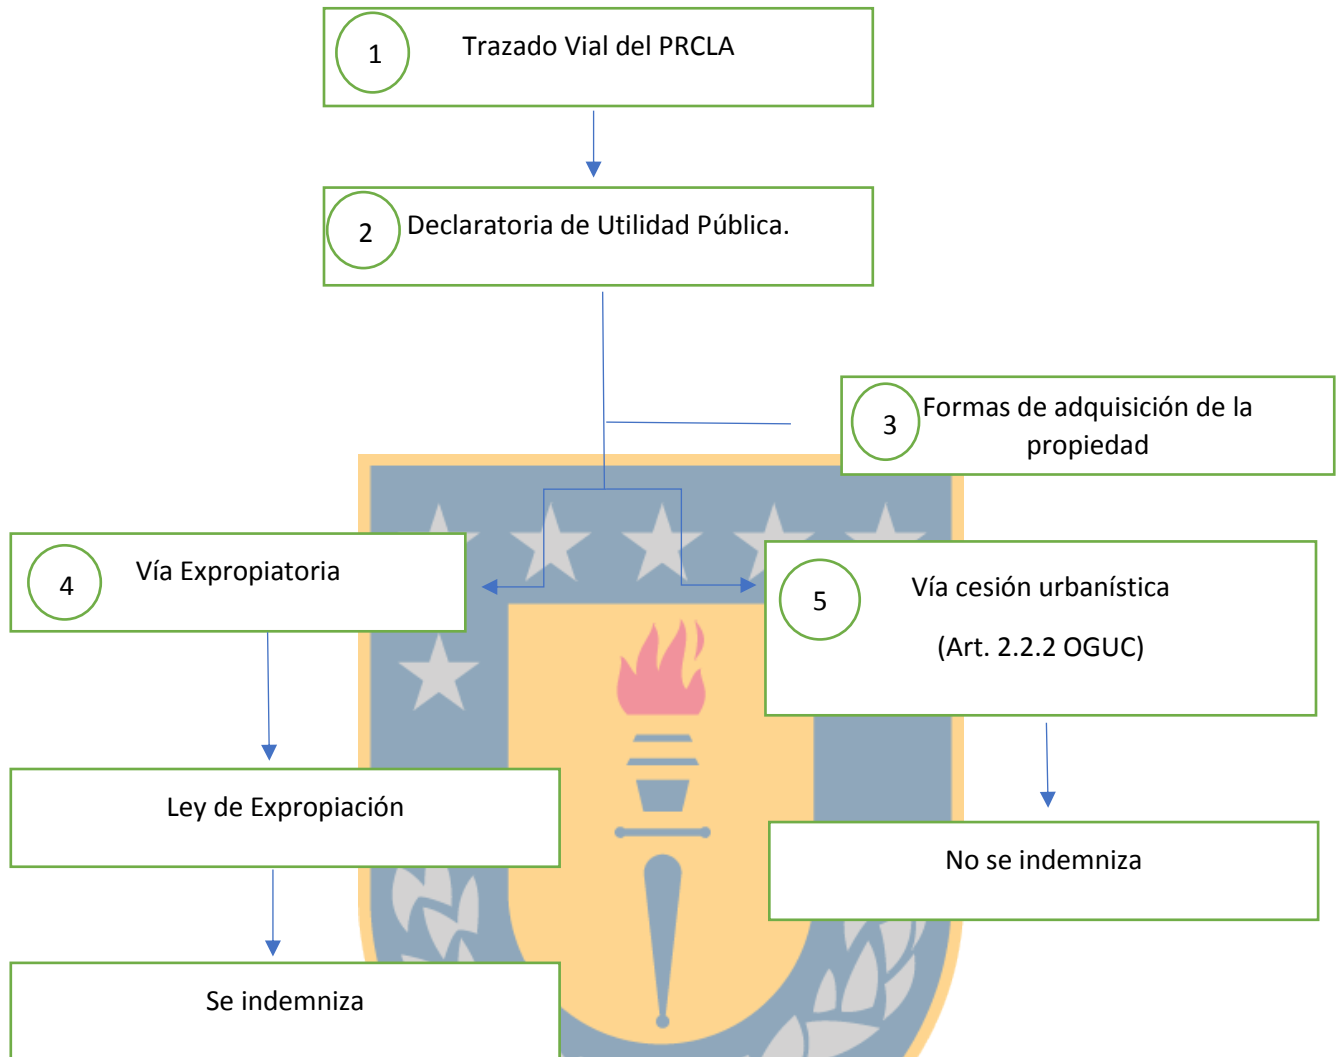 1
Trazado Vial del PRCLA
2
Declaratoria de Utilidad Pública.
3
Formas de adquisición de la
propiedad
4
Vía Expropiatoria
5
Vía cesión urbanística
(Art. 2.2.2 OGUC)
Ley de Expropiación
No se indemniza
Se indemniza